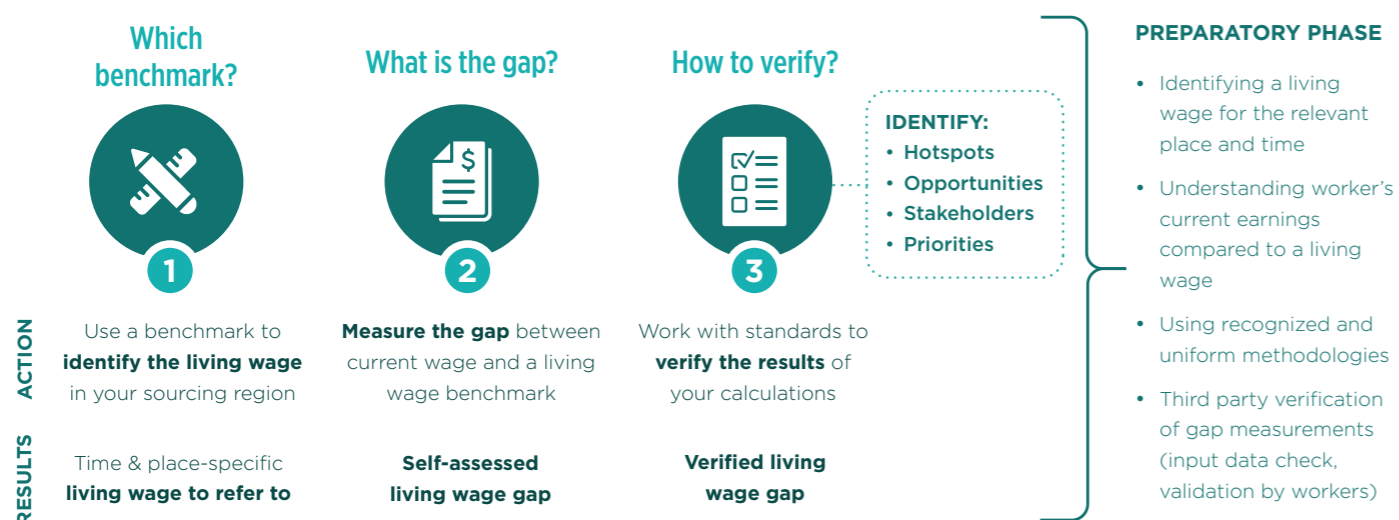 Which
benchmark?
1
What is the gap?
$
2
How to verify?
3
IDENTIFY:
• Hotspots
• Opportunities
• Stakeholders
• Priorities
ACTION
Use a benchmark to
identify the living wage
in your sourcing region
Measure the gap between
current wage and a living
wage benchmark
Work with standards to
verify the results of
your calculations
RESULTS
Time & place-specific
living wage to refer to
Self-assessed
living wage gap
Verified living
wage gap
PREPARATORY PHASE
• Identifying a living
wage for the relevant
place and time
• Understanding worker’s
current earnings
compared to a living
wage
• Using recognized and
uniform methodologies
• Third party verification
of gap measurements
(input data check,
validation by workers)